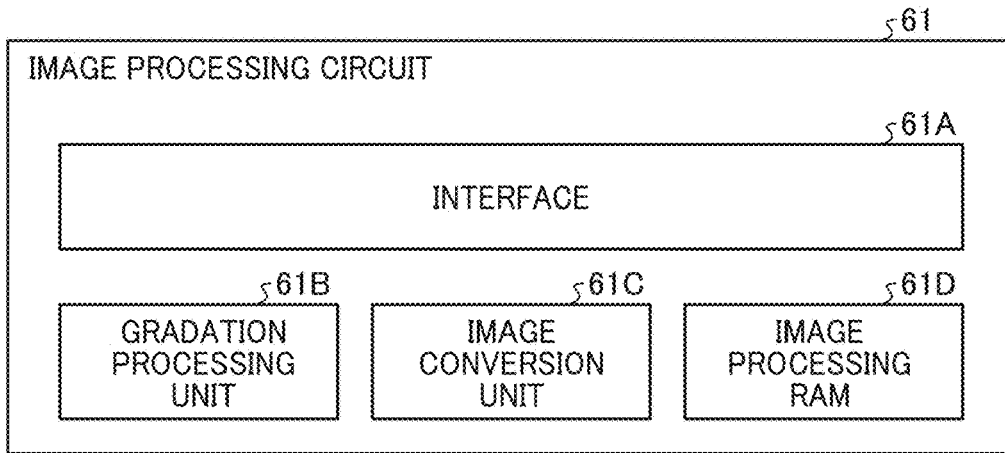 61
IMAGE PROCESSING CIRCUIT
61A
INTERFACE
61B
GRADATION
PROCESSING
UNIT
61C
IMAGE
CONVERSION
UNIT
61D
IMAGE
PROCESSING
RAM